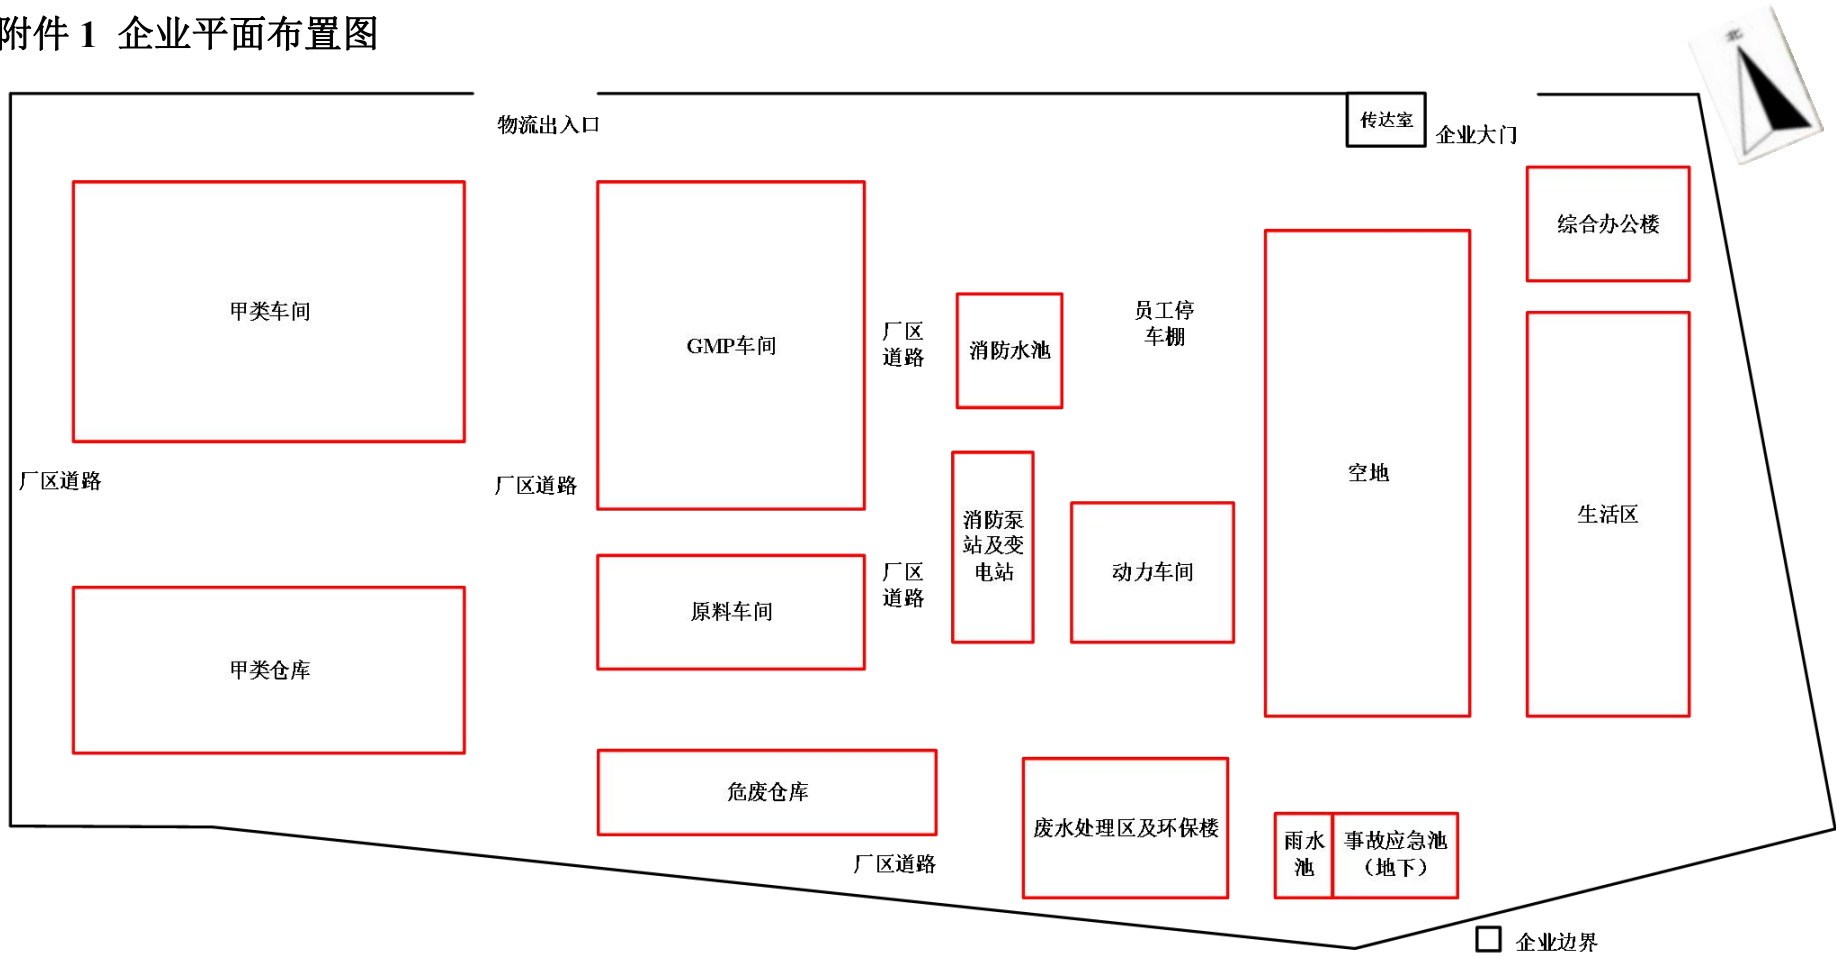 附件 1 企业平面布置图
北
物流出入口
传达室
企业大门
综合办公楼
甲类车间
GMP车间
厂区
道路
消防水池
员工停
车棚
厂区道路
厂区道路
空地
生活区
消防泵
站及变
电站
动力车间
厂区
道路
原料车间
甲类仓库
危废仓库
废水处理区及环保楼
雨水
池
事故应急池
（地下）
厂区道路
企业边界